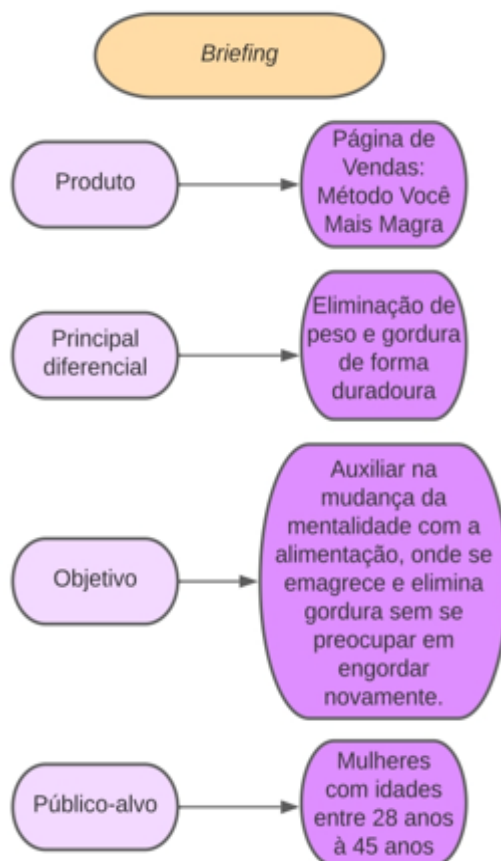 Briefing
Produto
Página de
Vendas:
Método Você
Mais Magra
Principal
diferencial
Eliminação de
peso e gordura
de forma
duradoura
Objetivo
Auxiliar na
mudança da
mentalidade com a
alimentação, onde se
emagrece e elimina
gordura sem se
preocupar em
engordar
novamente.
Público-alvo
Mulheres
com idades
entre 28 anos
à 45 anos